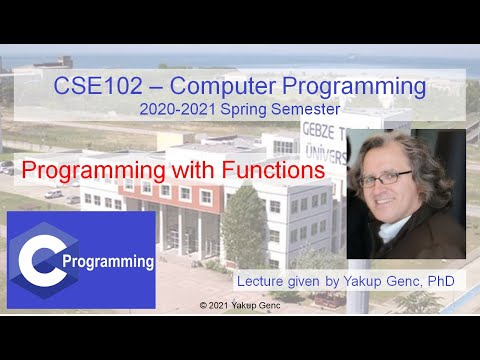 CSE102 – Computer Programming
2020-2021 Spring Semester
GEBZE
Programming with Functions
C Programming
Lecture given by Yakup Genc, PhD
© 2021 Yakup Genc